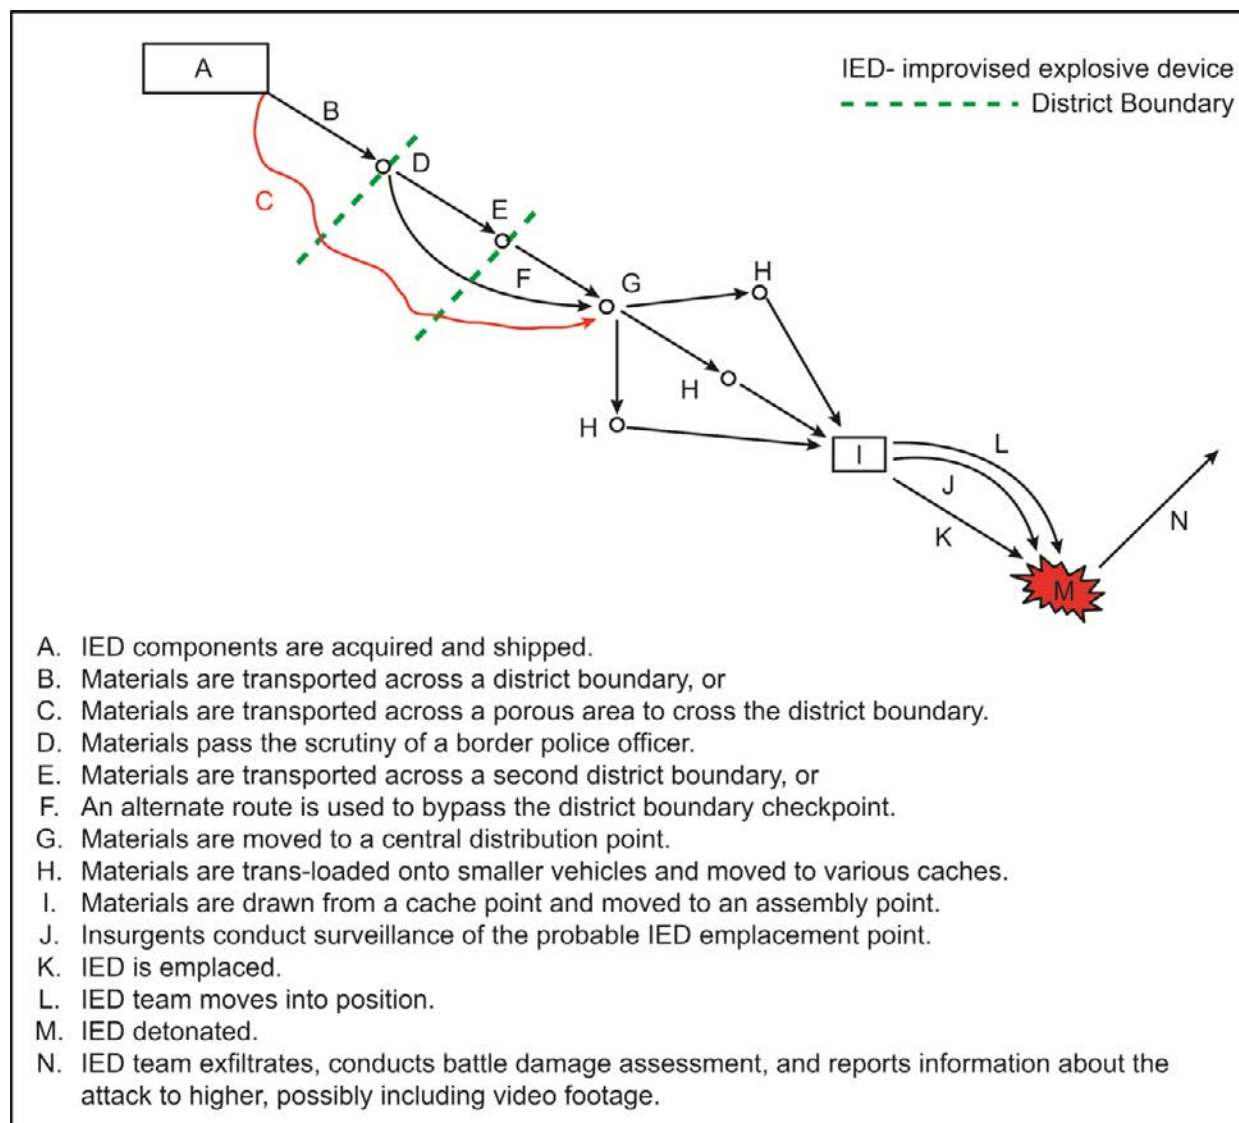 A
IED- improvised explosive device
District Boundary
B
D
C
E
F
G
H
H
H
I
L
J
K
N
M
A. IED components are acquired and shipped.
B. Materials are transported across a district boundary, or
C. Materials are transported across a porous area to cross the district boundary.
D. Materials pass the scrutiny of a border police officer.
E. Materials are transported across a second district boundary, or
F. An alternate route is used to bypass the district boundary checkpoint.
G. Materials are moved to a central distribution point.
H. Materials are trans-loaded onto smaller vehicles and moved to various caches.
I. Materials are drawn from a cache point and moved to an assembly point.
J. Insurgents conduct surveillance of the probable IED emplacement point.
K. IED is emplaced.
L. IED team moves into position.
M. IED detonated.
N. IED team exfiltrates, conducts battle damage assessment, and reports information about the
attack to higher, possibly including video footage.